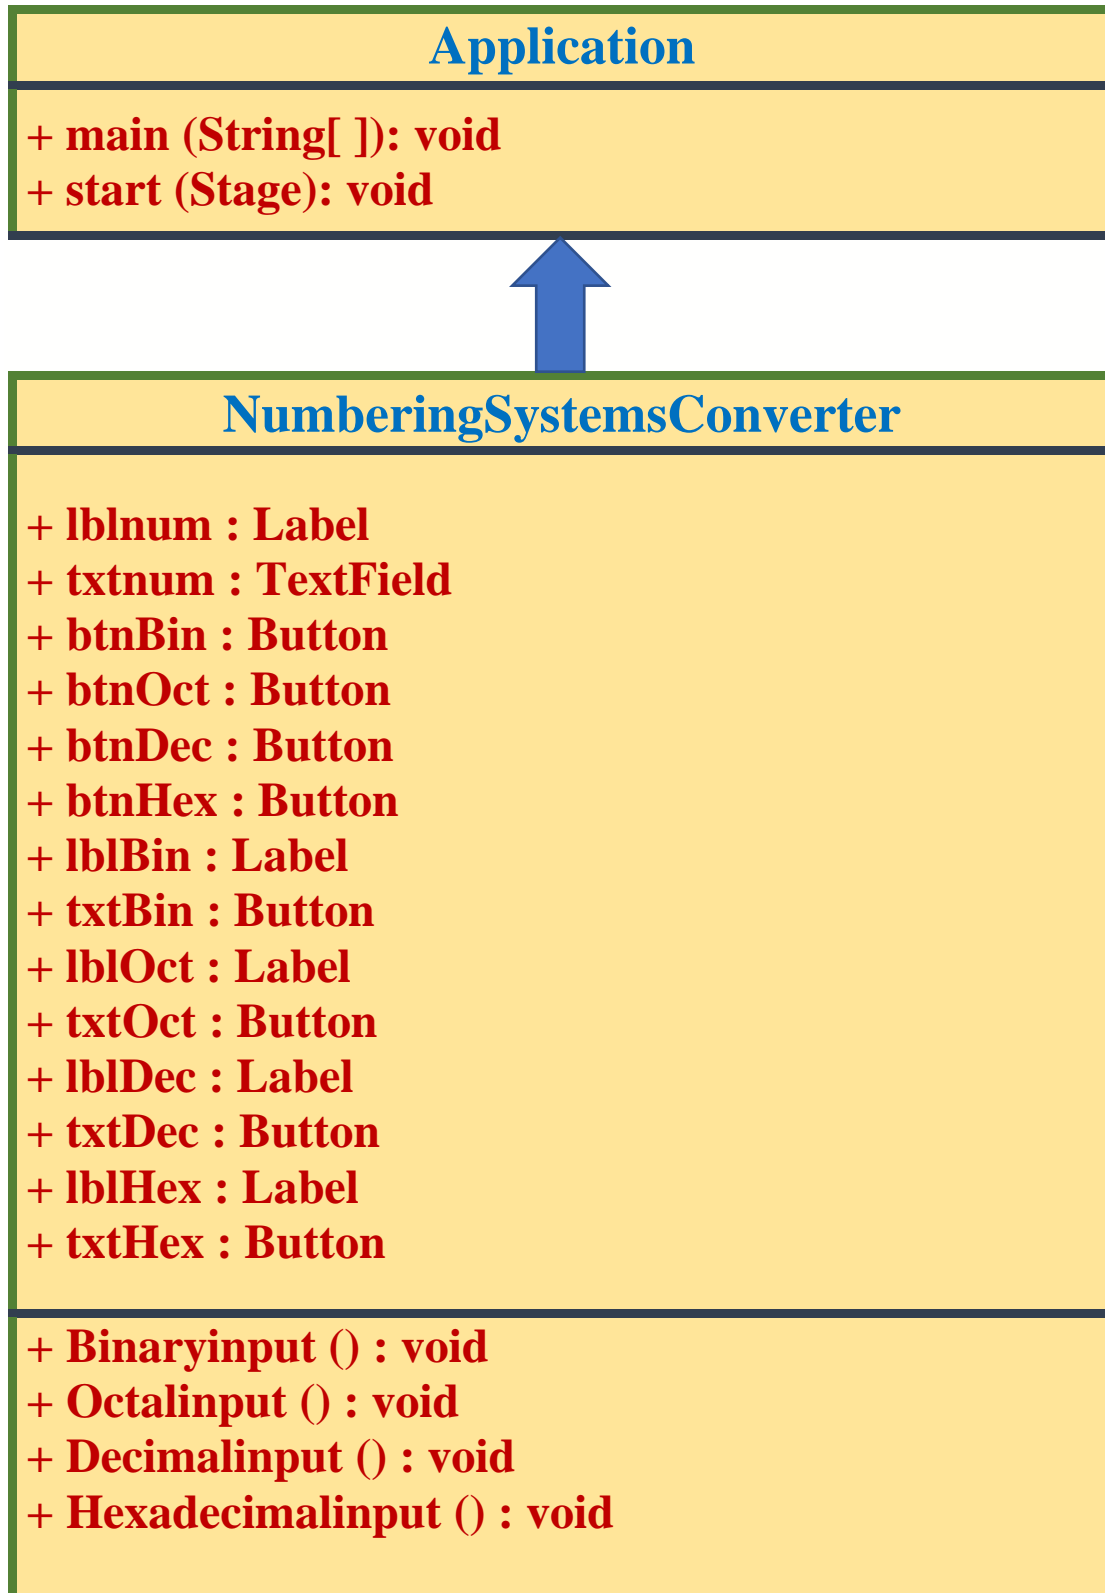 Application
+ main (String[ ]): void
+ start (Stage): void
NumberingSystemsConverter
+ lblnum : Label
+ txtnum : TextField
+ btnBin : Button
+ btnOct : Button
+ btnDec : Button
+ btnHex : Button
+ lblBin : Label
+ txtBin : Button
+ lblOct : Label
+ txtOct : Button
+ lblDec : Label
+ txtDec : Button
+ lblHex : Label
+ txtHex : Button
+ Binaryinput () : void
+ Octalinput () : void
+ Decimalinput () : void
+ Hexadecimalinput () : void